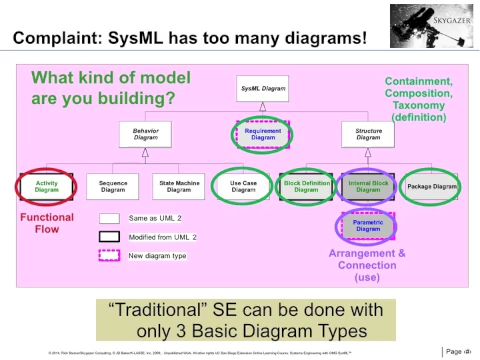 SKYGAZER
Complaint: SysML has too many diagrams!
What kind of model
are you building?
Containment,
Composition,
Taxonomy
(definition)
SysML Diagram
Behavior
Diagram
Requirement
Diagram
Structure
Diagram
Activity
Diagram
Sequence
Diagram
State Machine
Diagram
Use Case
Diagram
Block Definition
Diagram
Internal Block
Diagram
Package Diagram
Functional
Flow
Same as UML 2
Modified from UML 2
New diagram type
Parametric
Diagram
Arrangement &
Connection
(use)
“Traditional” SE can be done with
only 3 Basic Diagram Types
Page